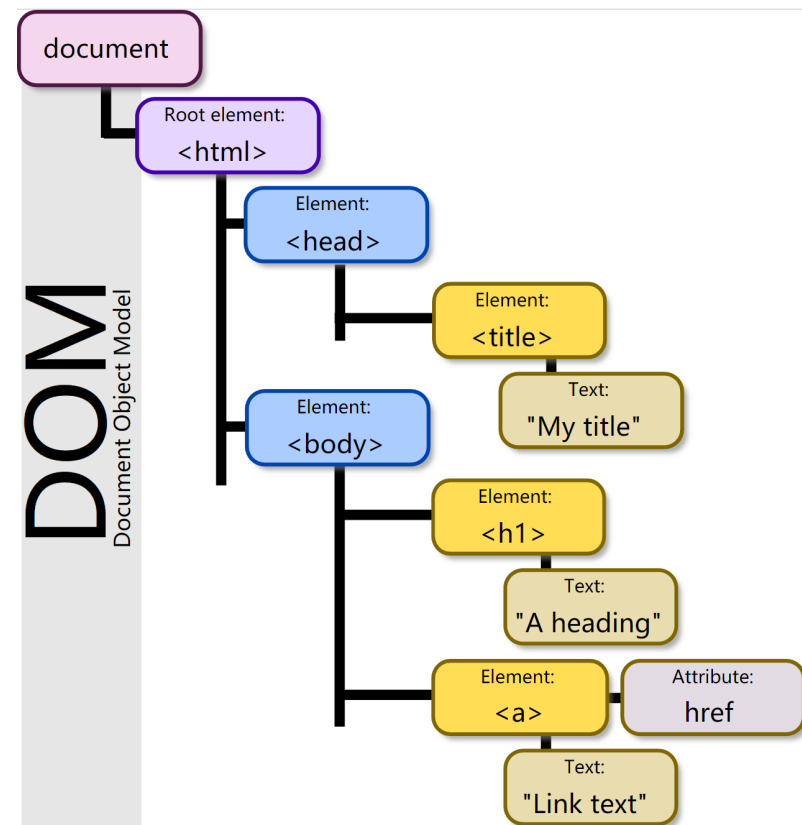 document
Root element:
<html>
Element:
<head>
Element:
<title>
Text:
"My title"
Element:
<body>
Element:
<h1>
Text:
"A heading"
Element:
<a>
Attribute:
href
Text:
"Link text"
DOM
Document Object Model